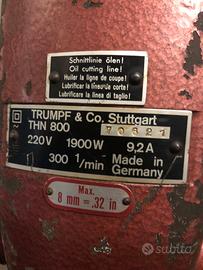 Schnittlinie ölen!
Oil cutting line!
Huiler la ligne de coupe!
Lubrificar la linea de corte!
Lubrificare la linea di taglio!
TRUMPF & Co. Stuttgart
THN 800 70621
220V 1900W 9,2A
1 300 1/min Made in
Germany
Max.
8 mm = .32 in
subito